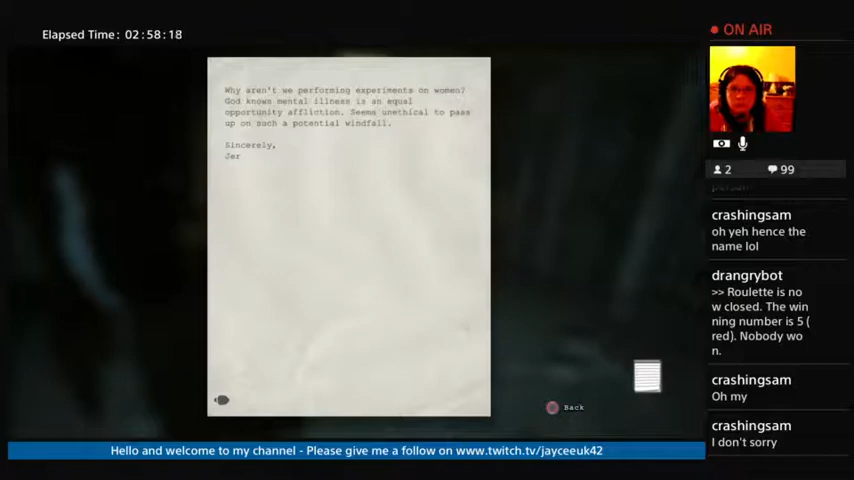 Elapsed Time: 02:58:18
ON AIR
Why aren't we performing experiments on women?
God knows mental illness is an equal
opportunity affliction. Seems unethical to pass
up on such a potential windfall.
Sincerely,
Jer
Back
2
99
person
crashingsam
oh yeh hence the
name lol
drangrybot
>> Roulette is no
w closed. The win
ning number is 5 (
red). Nobody wo
n.
crashingsam
Oh my
crashingsam
I don't sorry
Hello and welcome to my channel - Please give me a follow on www.twitch.tv/jayceeuk42